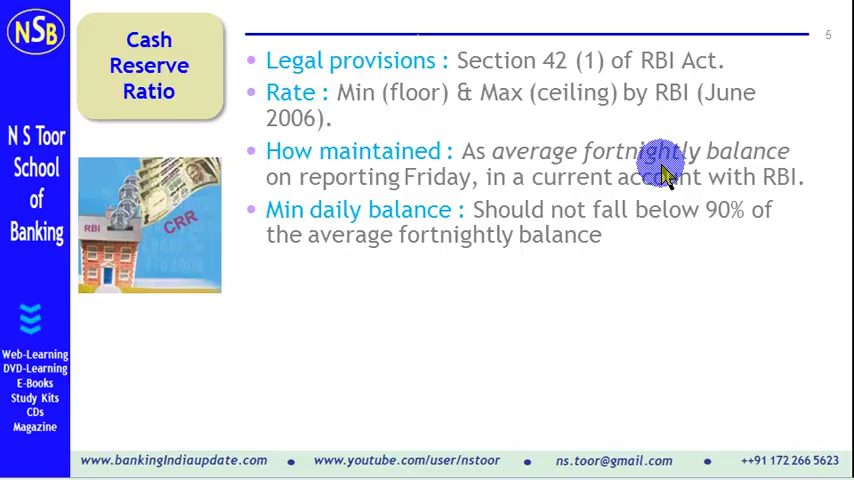 NSB
N S Toor
School
of
Banking
Web-Learning
DVD-Learning
E-Books
Study Kits
CDs
Magazine
Cash
Reserve
Ratio
RBI
CRR
5
Legal provisions : Section 42 (1) of RBI Act.
Rate : Min (floor) & Max (ceiling) by RBI (June
2006).
How maintained : As average fortnightly balance
on reporting Friday, in a current account with RBI.
Min daily balance : Should not fall below 90% of
the average fortnightly balance
www.bankingIndiaupdate.com • www.youtube.com/user/nstoor • ns.toor@gmail.com • ++91 172 266 5623